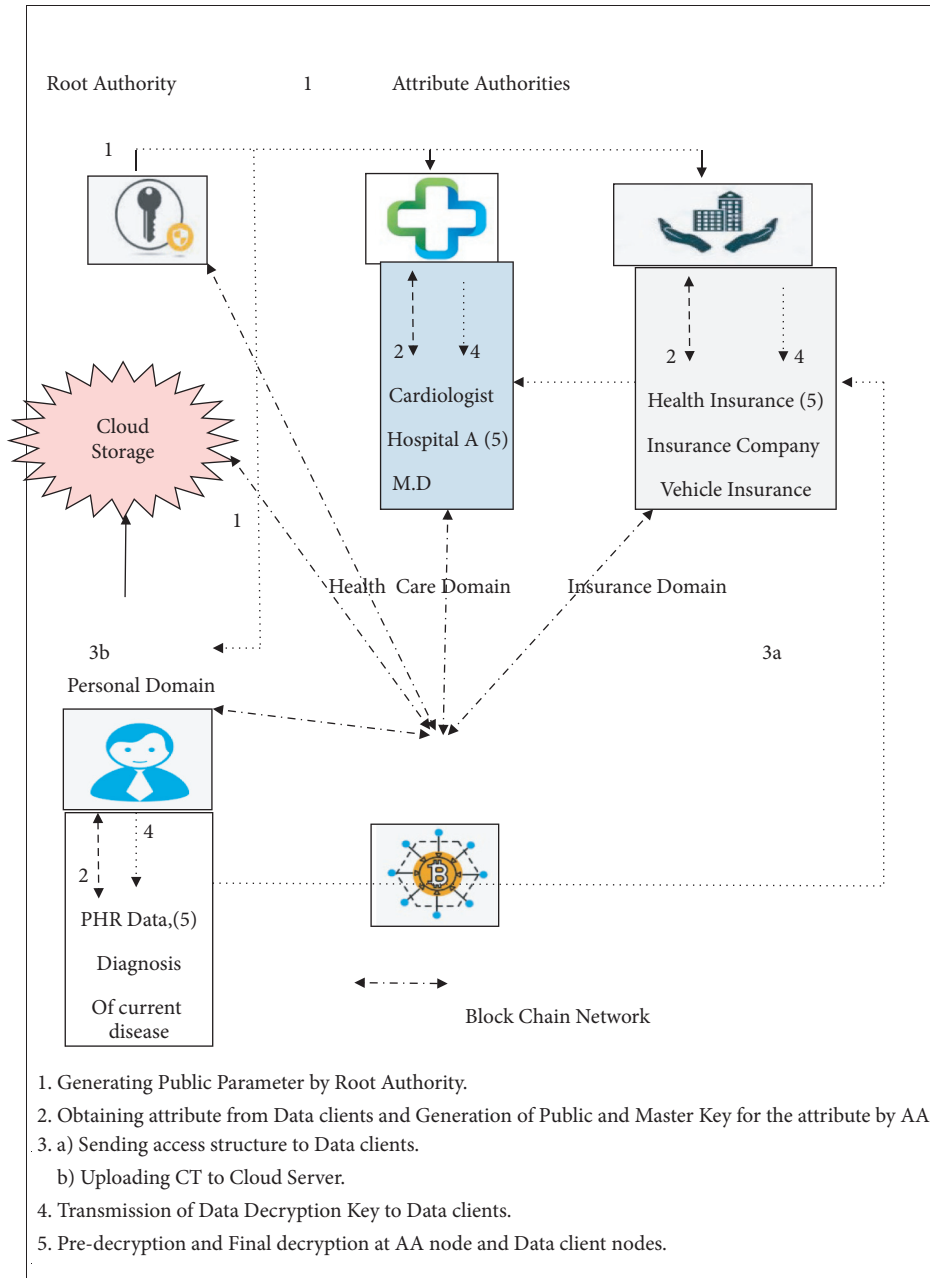 Root Authority 1 Attribute Authorities
1
2 4
2 4
Cardiologist
Hospital A (5)
M.D
Health Insurance (5)
Insurance Company
Vehicle Insurance
Cloud
Storage
1
Health Care Domain
Insurance Domain
3b
3a
Personal Domain
4
2
PHR Data,(5)
Diagnosis
Of current
disease
B
Block Chain Network
1. Generating Public Parameter by Root Authority.
2. Obtaining attribute from Data clients and Generation of Public and Master Key for the attribute by AA
3. a) Sending access structure to Data clients.
b) Uploading CT to Cloud Server.
4. Transmission of Data Decryption Key to Data clients.
5. Pre-decryption and Final decryption at AA node and Data client nodes.